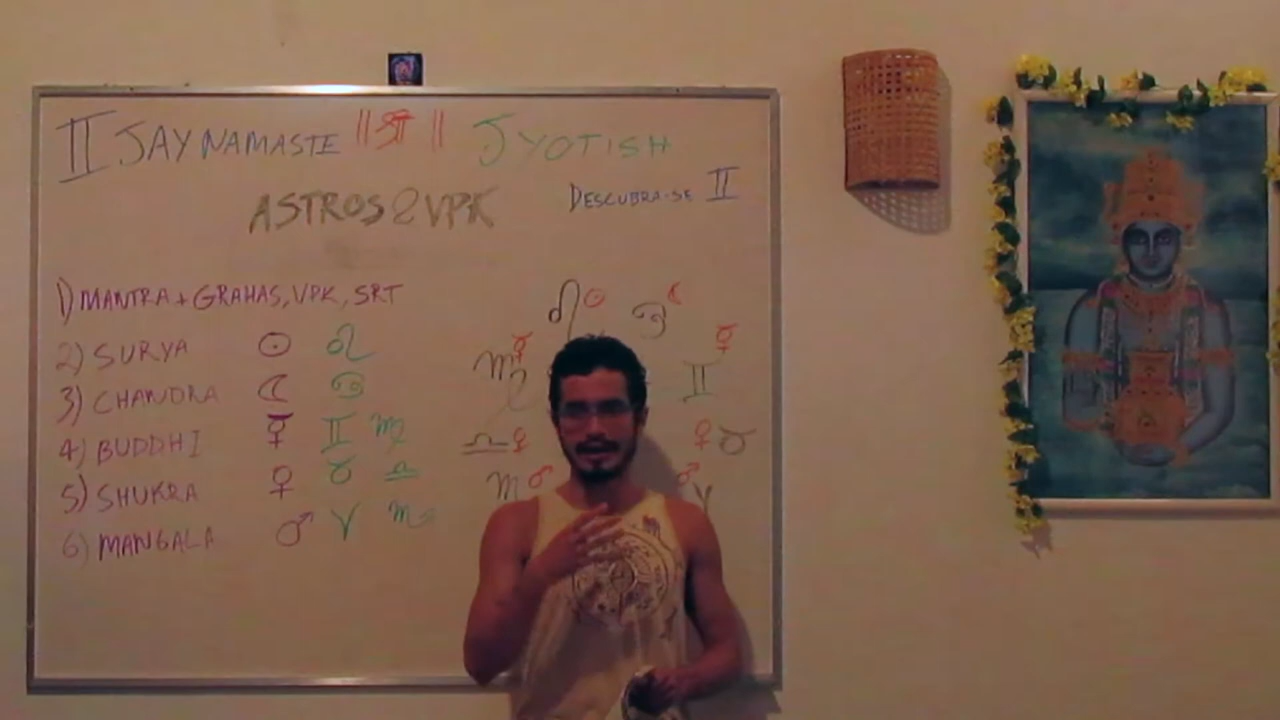 II JAY NAMASTE ॥ श्री ॥ JYOTISH
ASTROS & VPK DESCUBRA-SE II
1) MANTRA + GRAHAS, VPK, SRT
2) SURYA ☉ ♌
3) CHANDRA ☾ ♋
4) BUDDHI ☿ ♊ ♍
5) SHUKRA ♀ ♉ ♎
6) MANGALA ♂ ♈ ♏
♌ ☉ ♋ ☾
♍ ☿ ♊ ☿
♎ ♀ ♀ ♉
♏ ♂ ♂ ♈